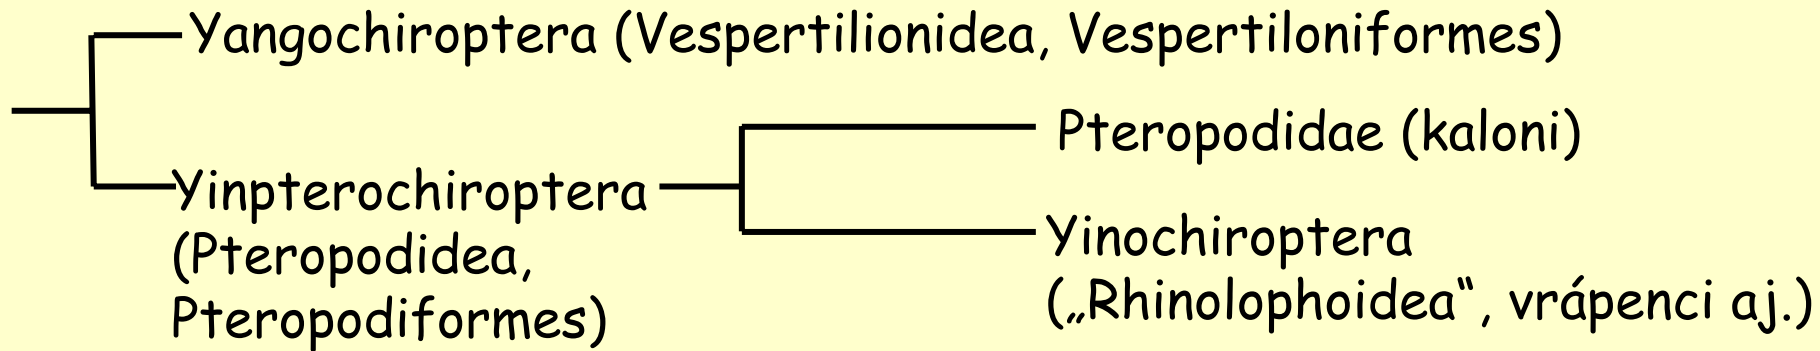 Yangochiroptera (Vespertilionidea, Vespertiloniformes)
Pteropodidae (kaloni)
Yinpterochiroptera
(Pteropodidea,
Pteropodiformes)
Yinochiroptera
(„Rhinolophoidea“, vrápenci aj.)